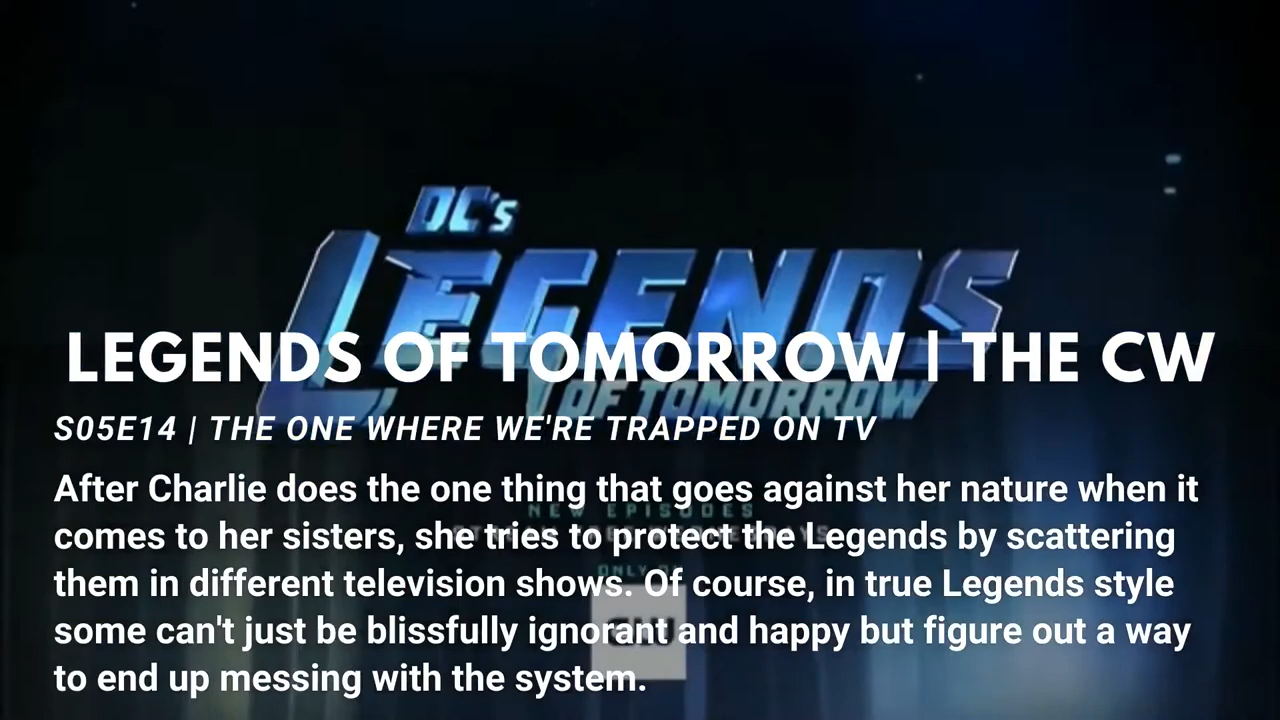 DC's
LEGENDS
OF TOMORROW
LEGENDS OF TOMORROW | THE CW
S05E14 | THE ONE WHERE WE'RE TRAPPED ON TV
After Charlie does the one thing that goes against her nature when it
comes to her sisters, she tries to protect the Legends by scattering
them in different television shows. Of course, in true Legends style
some can't just be blissfully ignorant and happy but figure out a way
to end up messing with the system.
NEW EPISODES
ONLY